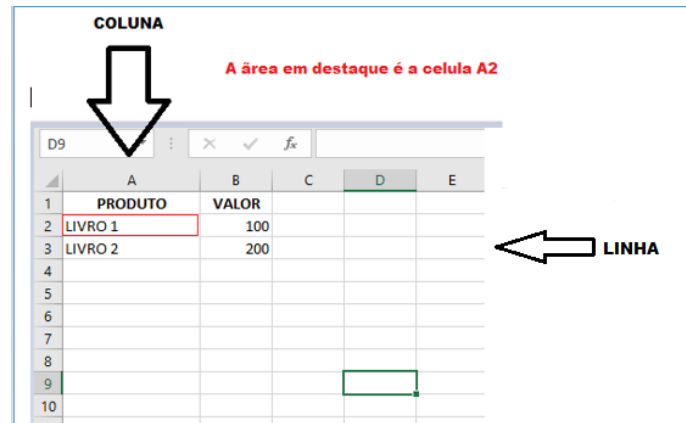 COLUNA
A ãrea em destaque é a celula A2
D9 fx
A B C D E
1 PRODUTO VALOR
2 LIVRO 1 100
3 LIVRO 2 200
LINHA
4
5
6
7
8
9
10